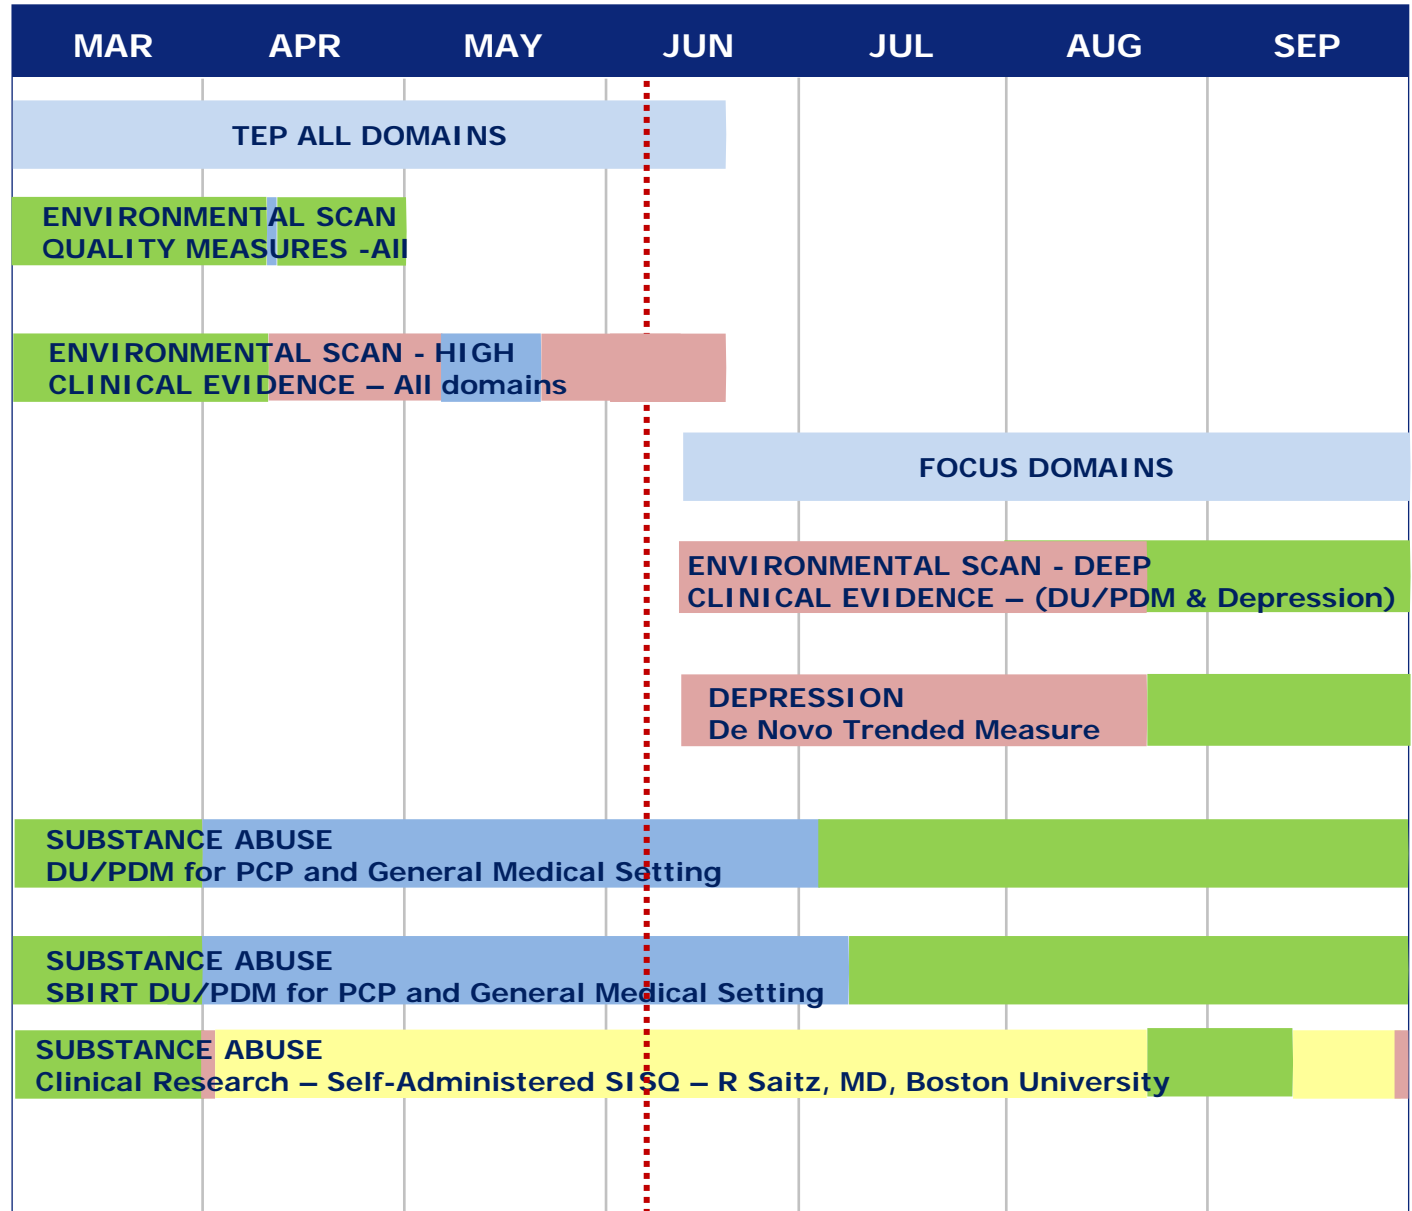 MAR APR MAY JUN JUL AUG SEP
TEP ALL DOMAINS
ENVIRONMENTAL SCAN
QUALITY MEASURES -All
ENVIRONMENTAL SCAN - HIGH
CLINICAL EVIDENCE – All domains
FOCUS DOMAINS
ENVIRONMENTAL SCAN - DEEP
CLINICAL EVIDENCE – (DU/PDM & Depression)
DEPRESSION
De Novo Trended Measure
SUBSTANCE ABUSE
DU/PDM for PCP and General Medical Setting
SUBSTANCE ABUSE
SBIRT DU/PDM for PCP and General Medical Setting
SUBSTANCE ABUSE
Clinical Research – Self-Administered SISQ – R Saitz, MD, Boston University